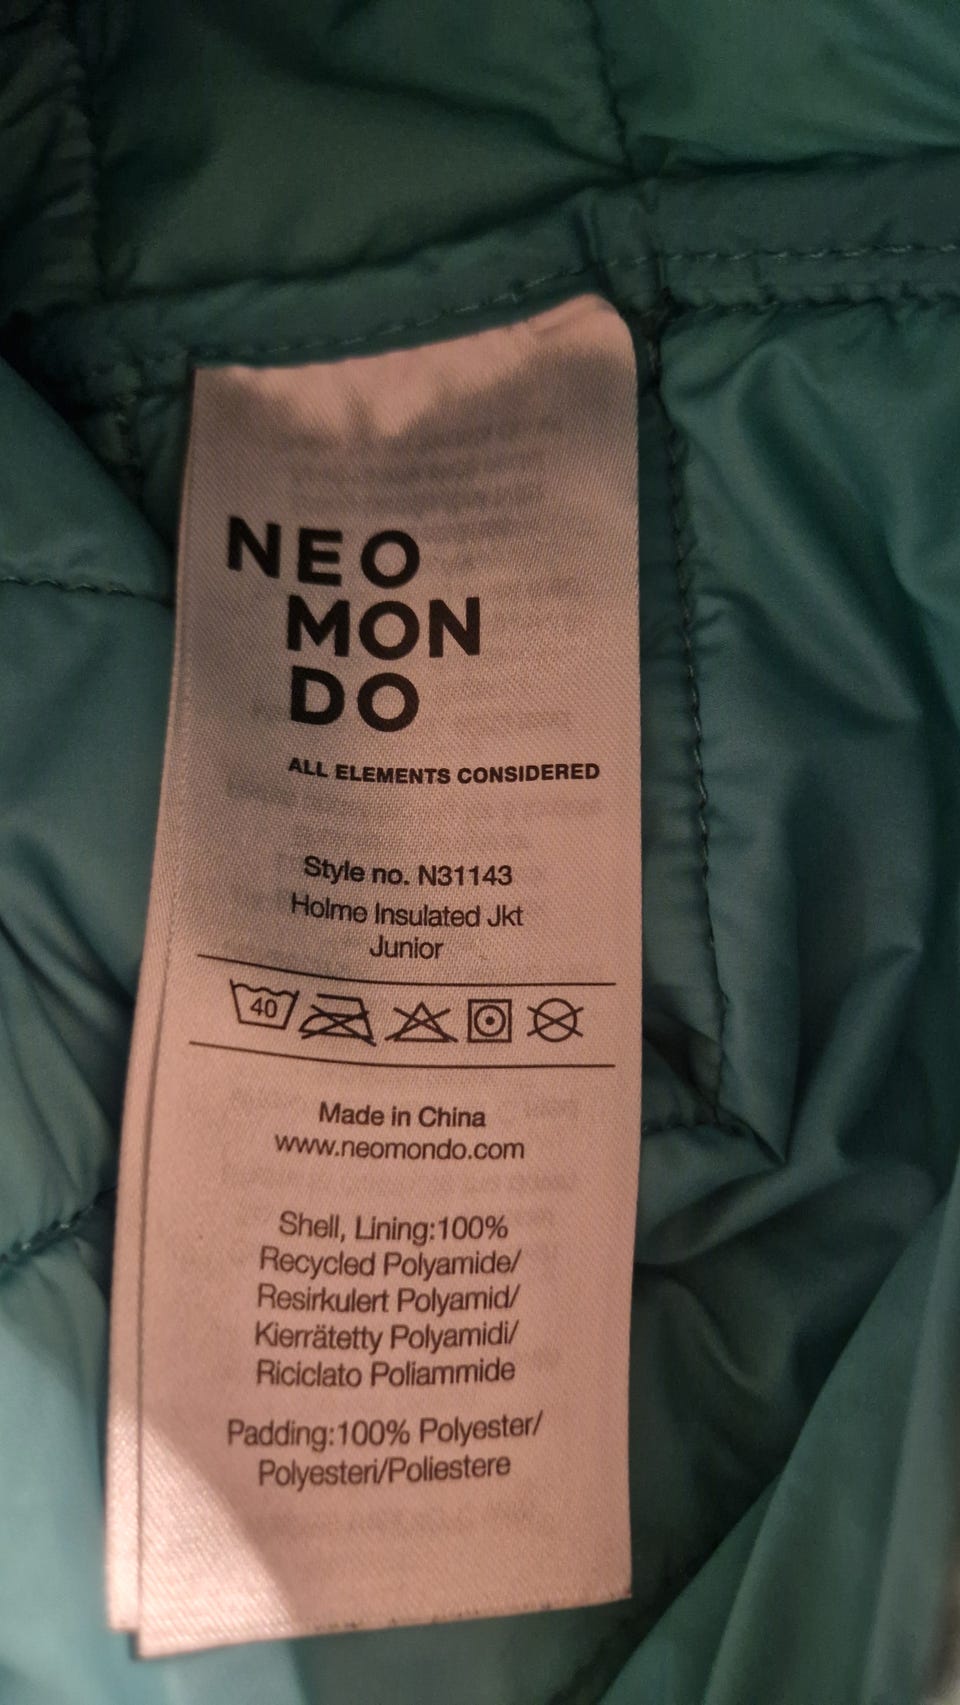 NEO
MON
DO
ALL ELEMENTS CONSIDERED
Style no. N31143
Holme Insulated Jkt
Junior
40
Made in China
www.neomondo.com
Shell, Lining:100%
Recycled Polyamide/
Resirkulert Polyamid/
Kierrätetty Polyamidi/
Riciclato Poliammide
Padding:100% Polyester/
Polyesteri/Poliestere